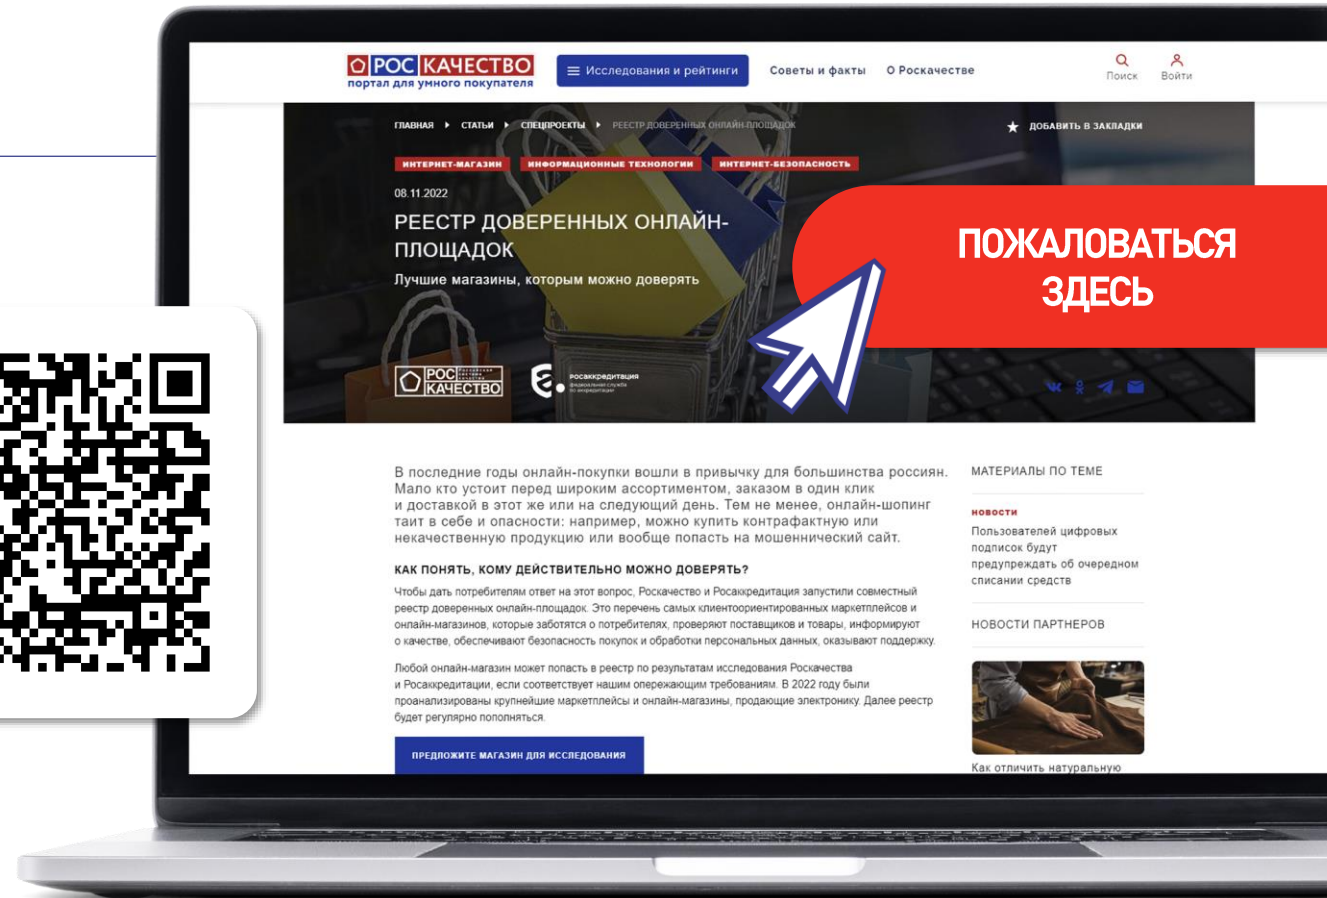 РОСКАЧЕСТВО
портал для умного покупателя
Исследования и рейтинги
Советы и факты
О Роскачестве
Поиск
Войти
ГЛАВНАЯ
СТАТЬИ
СПЕЦПРОЕКТЫ
РЕЕСТР ДОВЕРЕННЫХ ОНЛАЙН-ПЛОЩАДОК
ДОБАВИТЬ В ЗАКЛАДКИ
ИНТЕРНЕТ-МАГАЗИН
ИНФОРМАЦИОННЫЕ ТЕХНОЛОГИИ
ИНТЕРНЕТ-БЕЗОПАСНОСТЬ
08.11.2022
РЕЕСТР ДОВЕРЕННЫХ ОНЛАЙН-
ПЛОЩАДОК
Лучшие магазины, которым можно доверять
ПОЖАЛОВАТЬСЯ
ЗДЕСЬ
РОС
КАЧЕСТВО
Российская
система
качества
росаккредитация
федеральная служба
по аккредитации
В последние годы онлайн-покупки вошли в привычку для большинства россиян.
Мало кто устоит перед широким ассортиментом, заказом в один клик
и доставкой в этот же или на следующий день. Тем не менее, онлайн-шопинг
таит в себе и опасности: например, можно купить контрафактную или
некачественную продукцию или вообще попасть на мошеннический сайт.
КАК ПОНЯТЬ, КОМУ ДЕЙСТВИТЕЛЬНО МОЖНО ДОВЕРЯТЬ?
Чтобы дать потребителям ответ на этот вопрос, Роскачество и Росаккредитация запустили совместный
реестр доверенных онлайн-площадок. Это перечень самых клиентоориентированных маркетплейсов и
онлайн-магазинов, которые заботятся о потребителях, проверяют поставщиков и товары, информируют
о качестве, обеспечивают безопасность покупок и обработки персональных данных, оказывают поддержку.
Любой онлайн-магазин может попасть в реестр по результатам исследования Роскачества
и Росаккредитации, если соответствует нашим опережающим требованиям. В 2022 году были
проанализированы крупнейшие маркетплейсы и онлайн-магазины, продающие электронику. Далее реестр
будет регулярно пополняться.
ПРЕДЛОЖИТЕ МАГАЗИН ДЛЯ ИССЛЕДОВАНИЯ
МАТЕРИАЛЫ ПО ТЕМЕ
НОВОСТИ
Пользователей цифровых
подписок будут
предупреждать об очередном
списании средств
НОВОСТИ ПАРТНЕРОВ
Как отличить натуральную